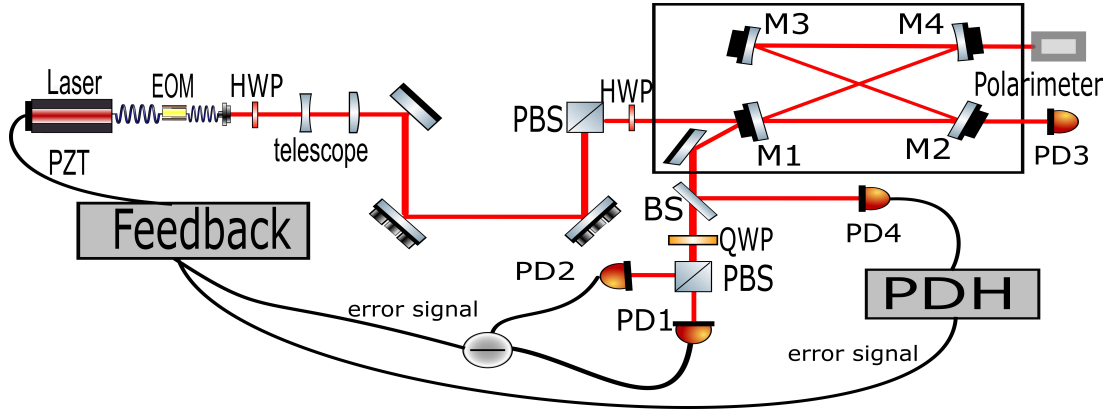 M3
M4
Laser
EOM
HWP
HWP
Polarimeter
PBS
PZT
telescope
M1
M2
PD3
BS
Feedback
QWP
PD4
PD2
PBS
error signal
PD1
PDH
error signal